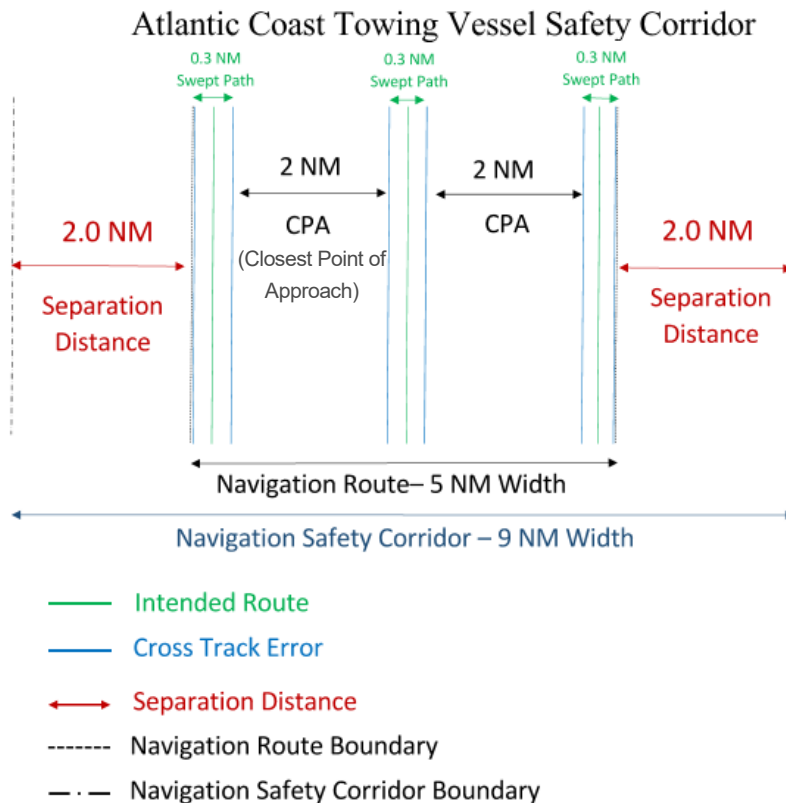 Atlantic Coast Towing Vessel Safety Corridor
0.3 NM
Swept Path
0.3 NM
Swept Path
0.3 NM
Swept Path
2 NM
CPA
(Closest Point of
Approach)
2 NM
CPA
2.0 NM
Separation
Distance
2.0 NM
Separation
Distance
Navigation Route– 5 NM Width
Navigation Safety Corridor – 9 NM Width
Intended Route
Cross Track Error
Separation Distance
Navigation Route Boundary
Navigation Safety Corridor Boundary